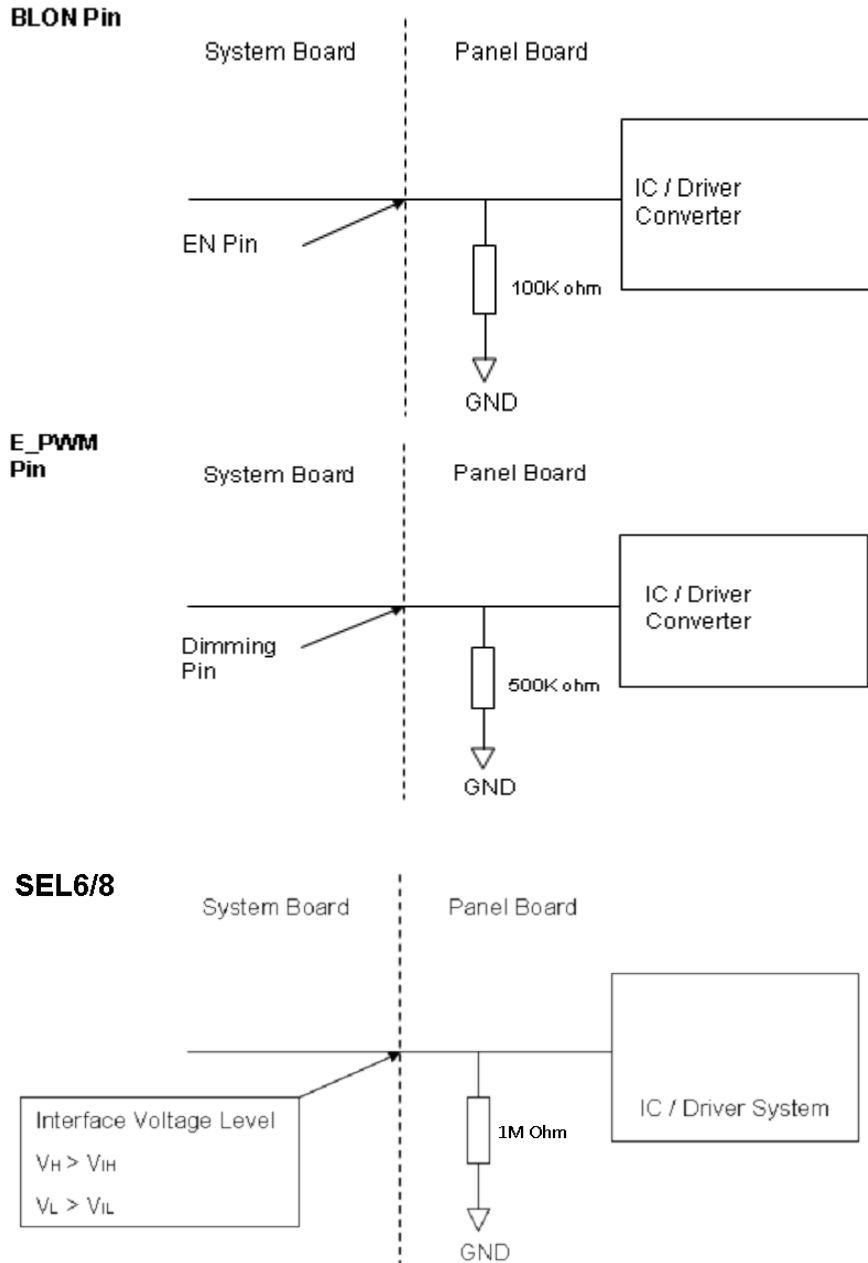 BLON Pin
System Board
Panel Board
IC / Driver
Converter
EN Pin
100K ohm
GND
E_PWM
Pin
System Board
Panel Board
IC / Driver
Converter
Dimming
Pin
500K ohm
GND
SEL6/8
System Board
Panel Board
Interface Voltage Level
VH > VIH
VL > VIL
1M Ohm
IC / Driver System
GND